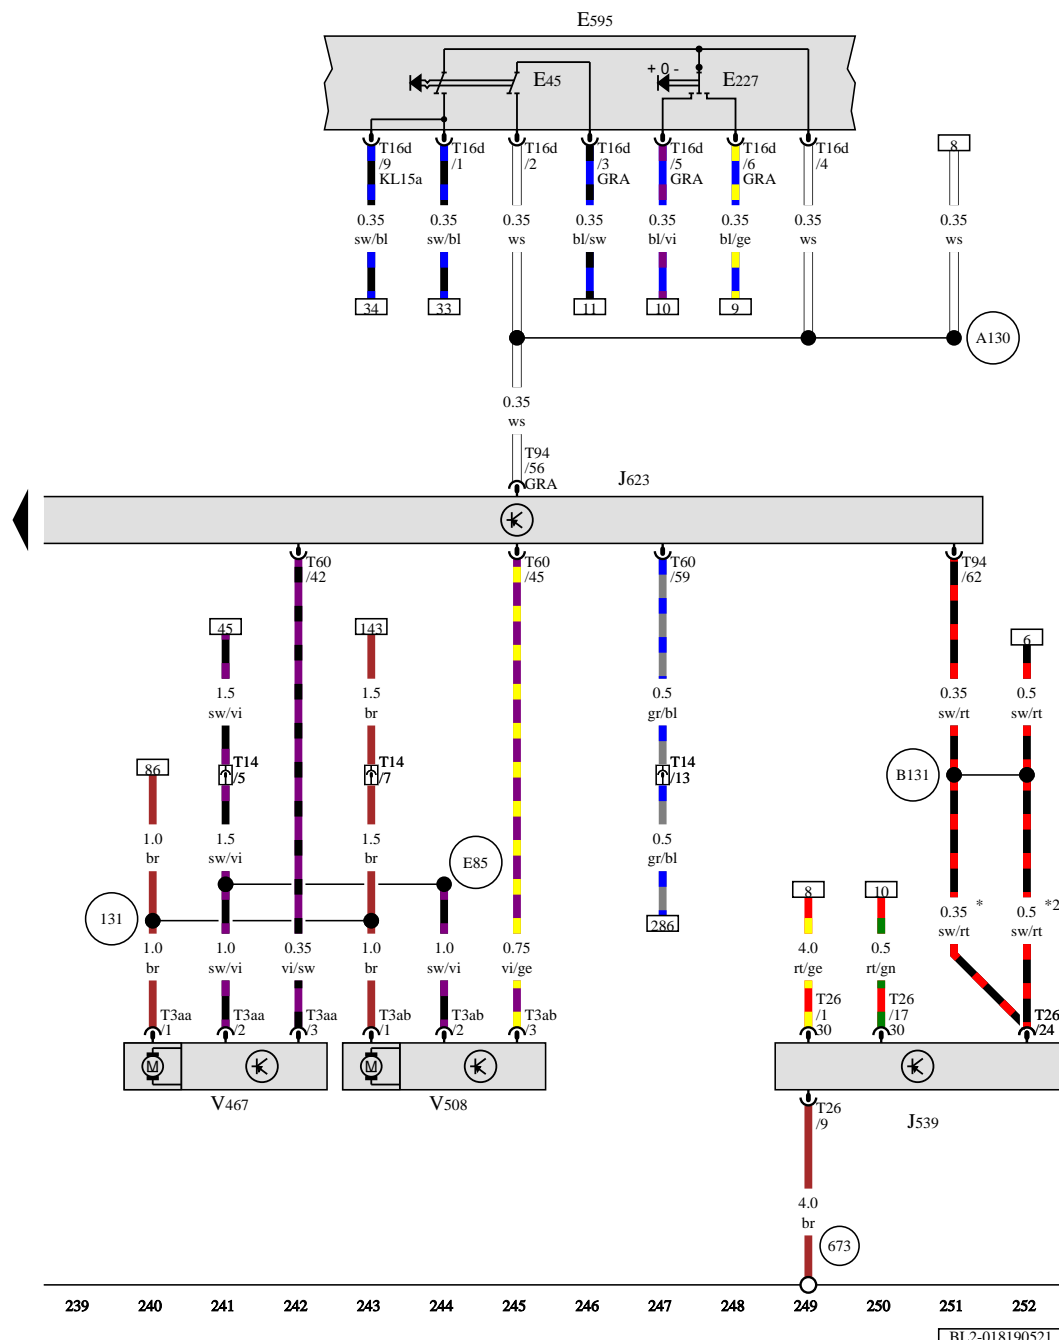 E595
E45
+ 0 -
E227
T16d
/9
KL15a
T16d
/1
T16d
/2
T16d
/3
GRA
T16d
/5
GRA
T16d
/6
GRA
T16d
/4
8
0.35
sw/bl
0.35
sw/bl
0.35
ws
0.35
bl/sw
0.35
bl/vi
0.35
bl/ge
0.35
ws
0.35
ws
34
33
11
10
9
A130
0.35
ws
T94
/56
GRA
J623
T60
/42
T60
/45
T60
/59
T94
/62
45
143
6
1.5
sw/vi
1.5
br
0.5
gr/bl
0.35
sw/rt
0.5
sw/rt
86
T14
/5
T14
/7
T14
/13
B131
1.0
br
1.5
sw/vi
1.5
br
0.5
gr/bl
E85
131
8
10
286
0.35
sw/rt
*
0.5
sw/rt
*2
1.0
br
1.0
sw/vi
0.35
vi/sw
1.0
br
1.0
sw/vi
0.75
vi/ge
4.0
rt/ge
0.5
rt/gn
T3aa
/1
T3aa
/2
T3aa
/3
T3ab
/1
T3ab
/2
T3ab
/3
T26
/1
30
T26
/17
30
T26
/24
M
M
V467
V508
J539
T26
/9
4.0
br
673
239 240 241 242 243 244 245 246 247 248 249 250 251 252
BL2-018190521